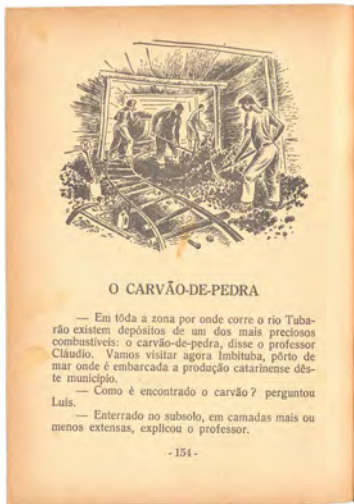 O CARVÃO-DE-PEDRA
— Em tôda a zona por onde corre o rio Tuba-
rão existem depósitos de um dos mais preciosos
combustíveis: o carvão-de-pedra, disse o professor
Cláudio. Vamos visitar agora Imbituba, pôrto de
mar onde é embarcada a produção catarinense dês-
te município.
— Como é encontrado o carvão? perguntou
Luís.
— Enterrado no subsolo, em camadas mais ou
menos extensas, explicou o professor.
- 154 -